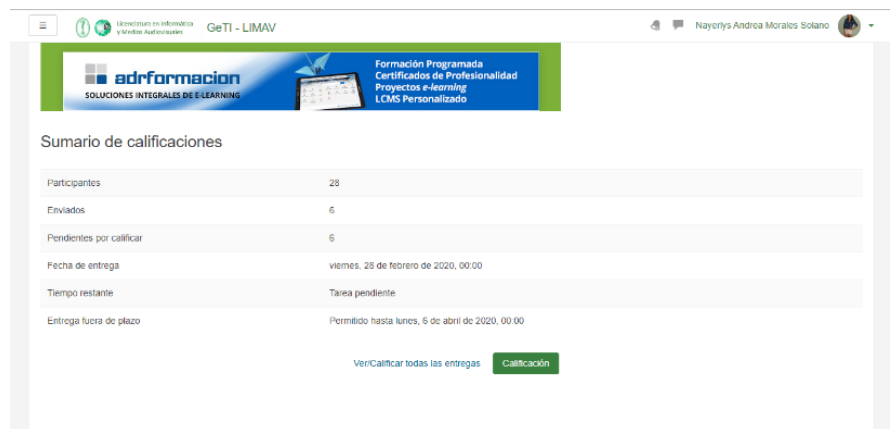 Licenciatura en Informática
y Medios Audiovisuales
GeTI - LIMAV
Nayerlys Andrea Morales Solano
adrformacion
SOLUCIONES INTEGRALES DE E-LEARNING
Formación Programada
Certificados de Profesionalidad
Proyectos e-learning
LCMS Personalizado
Sumario de calificaciones
Participantes 28
Enviados 6
Pendientes por calificar 6
Fecha de entrega viernes, 28 de febrero de 2020, 00:00
Tiempo restante Tarea pendiente
Entrega fuera de plazo Permitido hasta lunes, 6 de abril de 2020, 00:00
Ver/Calificar todas las entregas Calificación